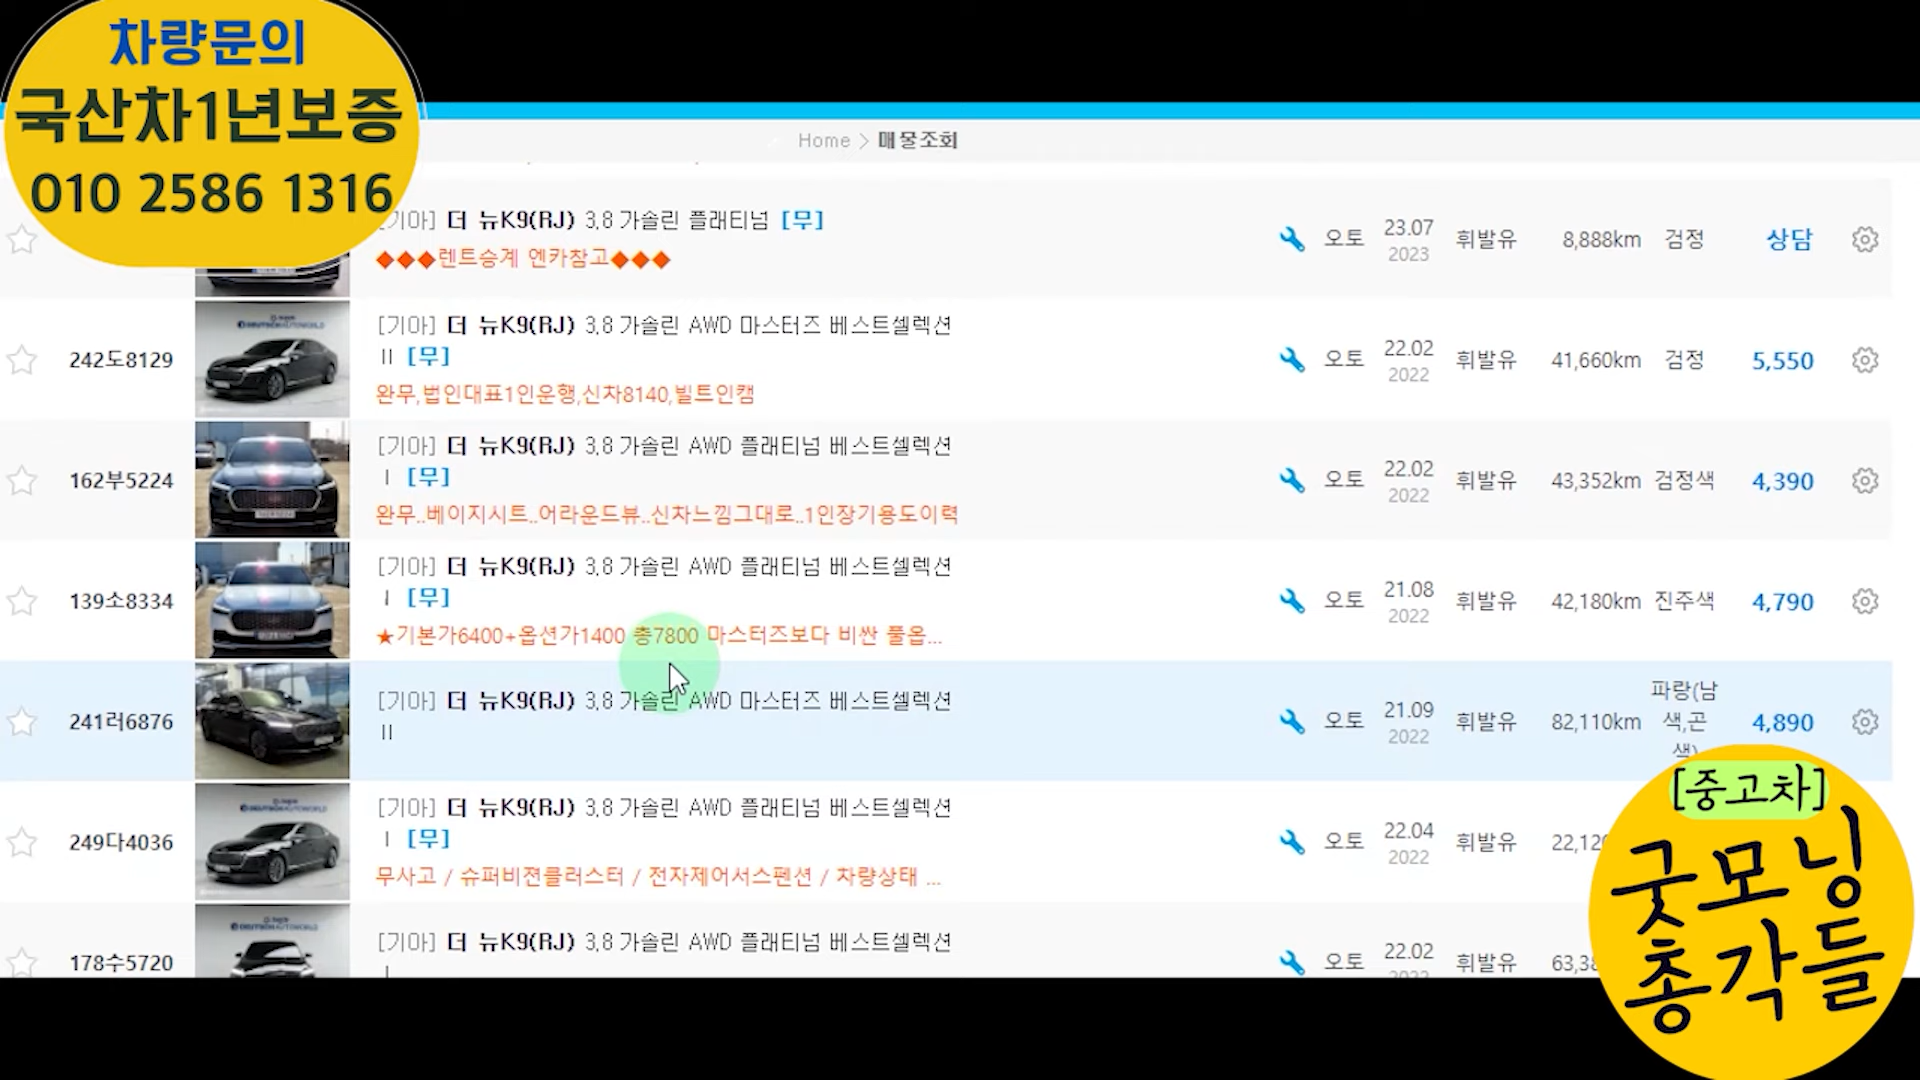 차량문의
국산차1년보증
010 2586 1316
Home > 매물조회
[기아] 더 뉴K9(RJ) 3.8 가솔린 플래티넘 [무]
◆◆◆렌트승계 엔카참고◆◆◆
오토 23.07 2023 휘발유 8,888km 검정 상담
242도8129
[기아] 더 뉴K9(RJ) 3.8 가솔린 AWD 마스터즈 베스트셀렉션
II [무]
완무,법인대표1인운행,신차8140,빌트인캠
오토 22.02 2022 휘발유 41,660km 검정 5,550
162부5224
[기아] 더 뉴K9(RJ) 3.8 가솔린 AWD 플래티넘 베스트셀렉션
I [무]
완무..베이지시트..어라운드뷰..신차느낌그대로..1인장기용도이력
오토 22.02 2022 휘발유 43,352km 검정색 4,390
139소8334
[기아] 더 뉴K9(RJ) 3.8 가솔린 AWD 플래티넘 베스트셀렉션
I [무]
★기본가6400+옵션가1400 총7800 마스터즈보다 비싼 풀옵...
오토 21.08 2022 휘발유 42,180km 진주색 4,790
241러6876
[기아] 더 뉴K9(RJ) 3.8 가솔린 AWD 마스터즈 베스트셀렉션
II
오토 21.09 2022 휘발유 82,110km 파랑(남색,곤색) 4,890
249다4036
[기아] 더 뉴K9(RJ) 3.8 가솔린 AWD 플래티넘 베스트셀렉션
I [무]
무사고 / 슈퍼비젼클러스터 / 전자제어서스펜션 / 차량상태 ...
오토 22.04 2022 휘발유
178수5720
[기아] 더 뉴K9(RJ) 3.8 가솔린 AWD 플래티넘 베스트셀렉션
오토 22.02 휘발유
[중고차]
굿모닝
총각들